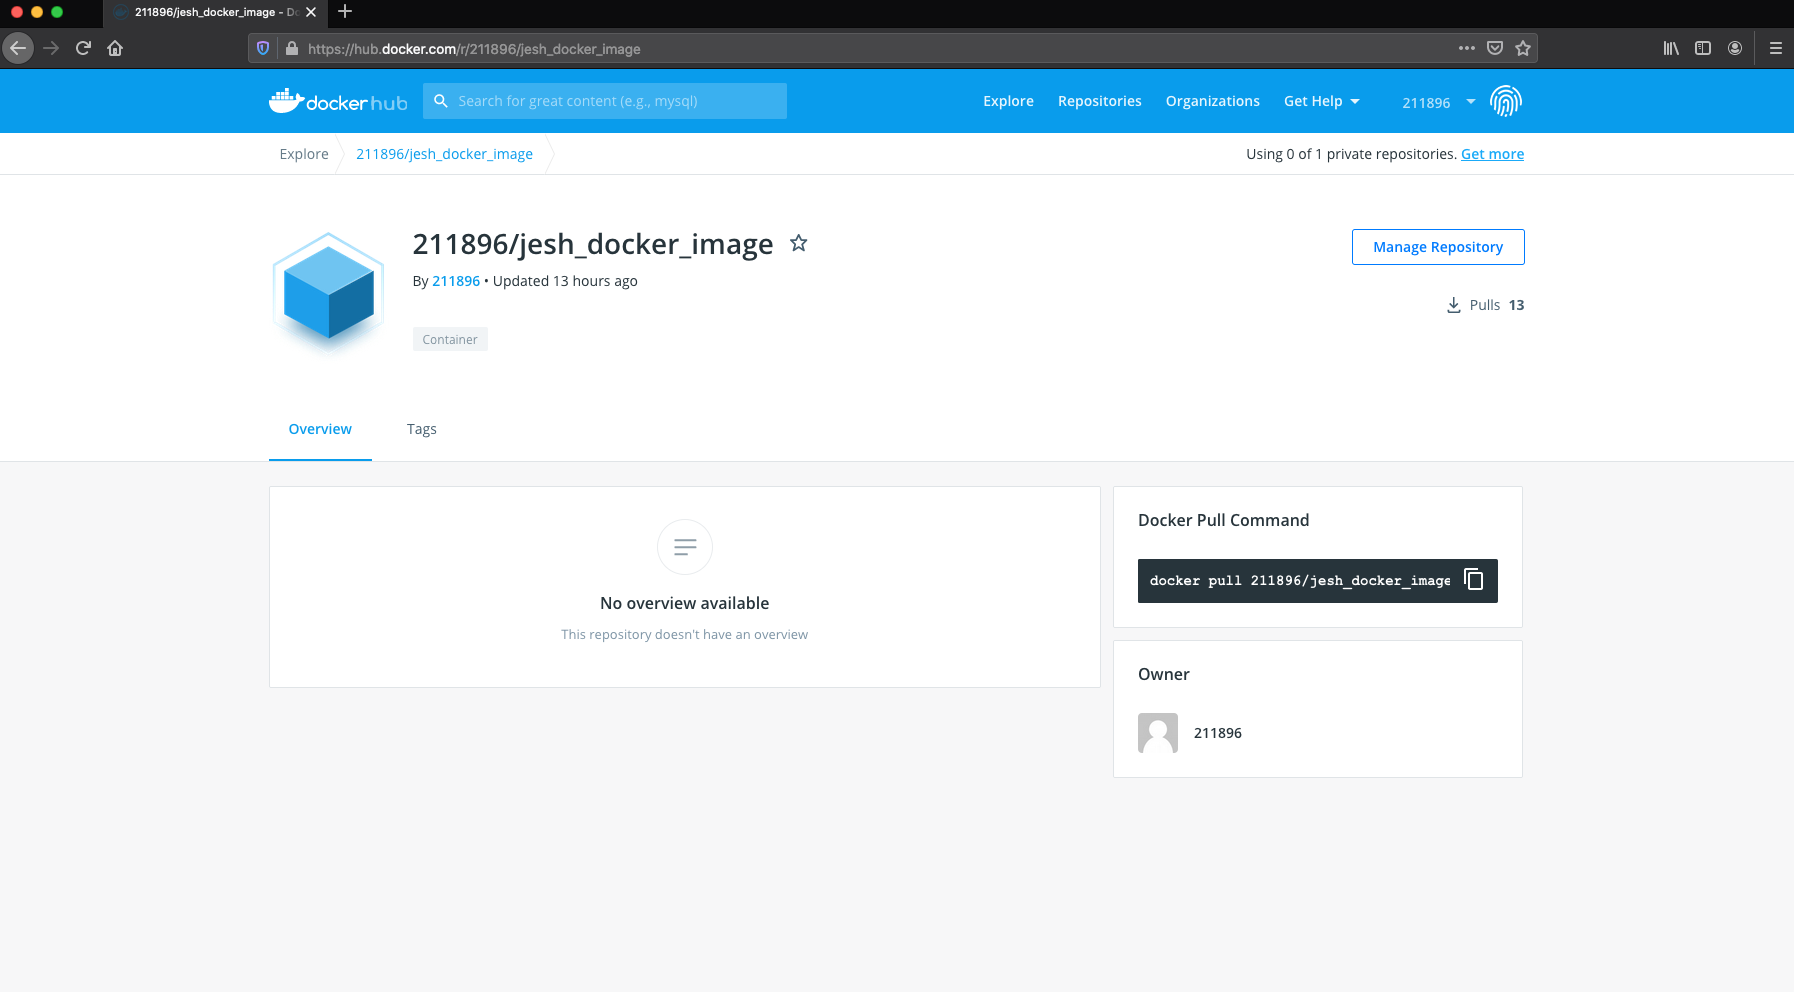 211896/jesh_docker_image - Do
https://hub.docker.com/r/211896/jesh_docker_image
docker hub
Search for great content (e.g., mysql)
Explore
Repositories
Organizations
Get Help
211896
Explore
211896/jesh_docker_image
Using 0 of 1 private repositories. Get more
211896/jesh_docker_image
Manage Repository
By 211896 • Updated 13 hours ago
Pulls 13
Container
Overview
Tags
No overview available
This repository doesn't have an overview
Docker Pull Command
docker pull 211896/jesh_docker_image
Owner
211896